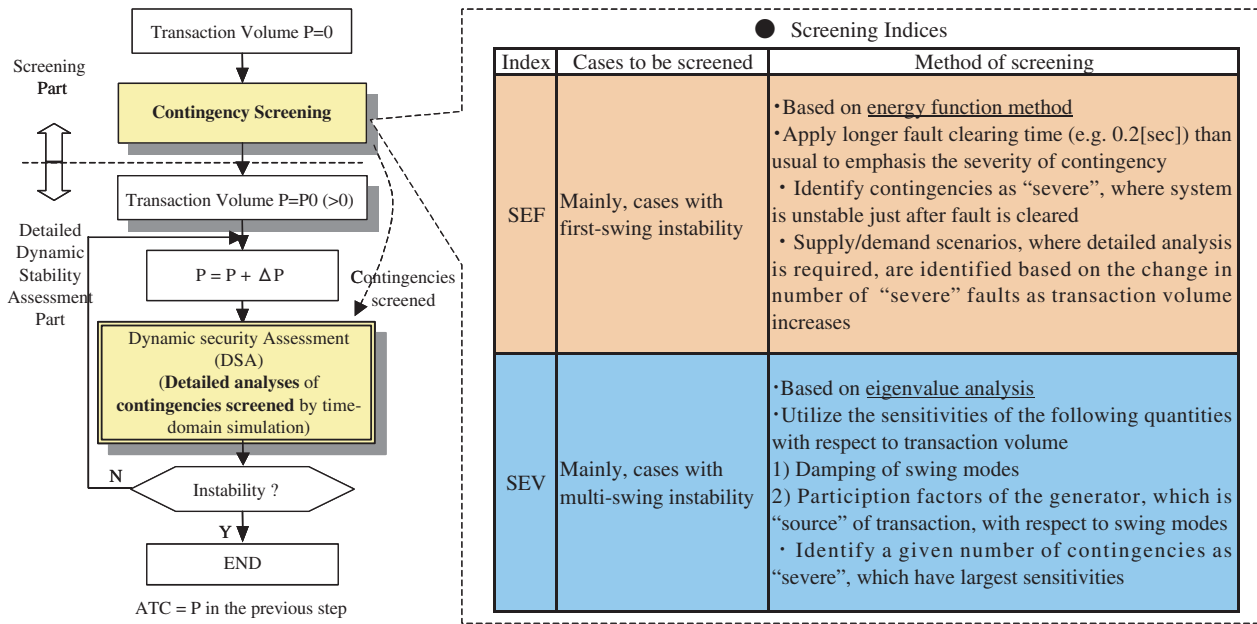 Transaction Volume P=0
Screening
Part
Contingency Screening
Transaction Volume P=P0 (>0)
Detailed
Dynamic
Stability
Assessment
Part
P = P + ΔP
Contingencies
screened
Dynamic security Assessment
(DSA)
(Detailed analyses of
contingencies screened by time-
domain simulation)
N
Instability ?
Y
END
ATC = P in the previous step
● Screening Indices
Index
Cases to be screened
Method of screening
SEF
Mainly, cases with
first-swing instability
・Based on energy function method
・Apply longer fault clearing time (e.g. 0.2[sec]) than
usual to emphasis the severity of contingency
・Identify contingencies as “severe”, where system
is unstable just after fault is cleared
・Supply/demand scenarios, where detailed analysis
is required, are identified based on the change in
number of “severe” faults as transaction volume
increases
SEV
Mainly, cases with
multi-swing instability
・Based on eigenvalue analysis
・Utilize the sensitivities of the following quantities
with respect to transaction volume
1) Damping of swing modes
2) Particiption factors of the generator, which is
“source” of transaction, with respect to swing modes
・Identify a given number of contingencies as
“severe”, which have largest sensitivities